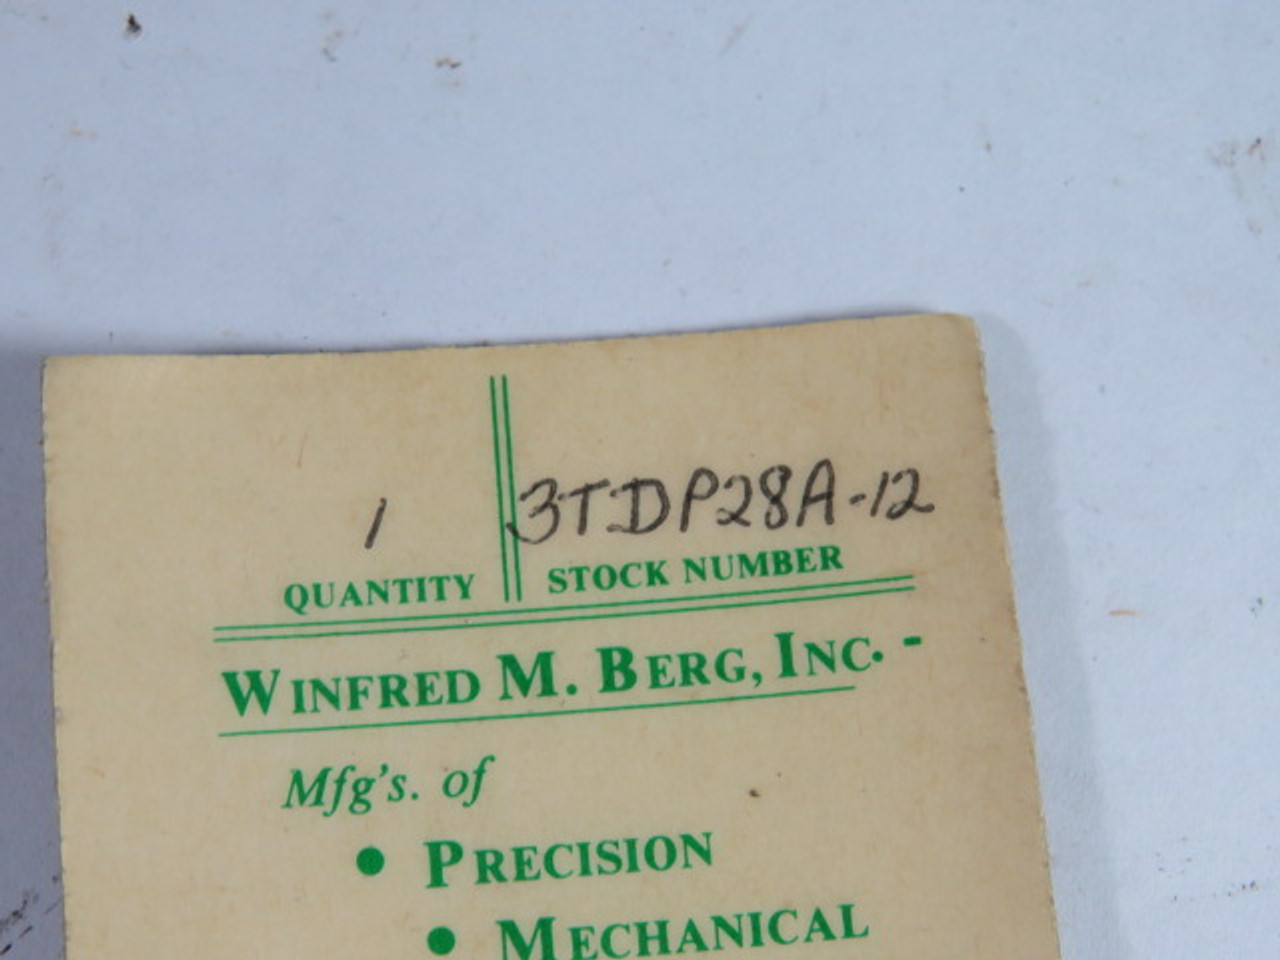 1 3TDP28A-12
QUANTITY STOCK NUMBER
WINFRED M. BERG, INC. -
Mfg's. of
• PRECISION
• MECHANICAL